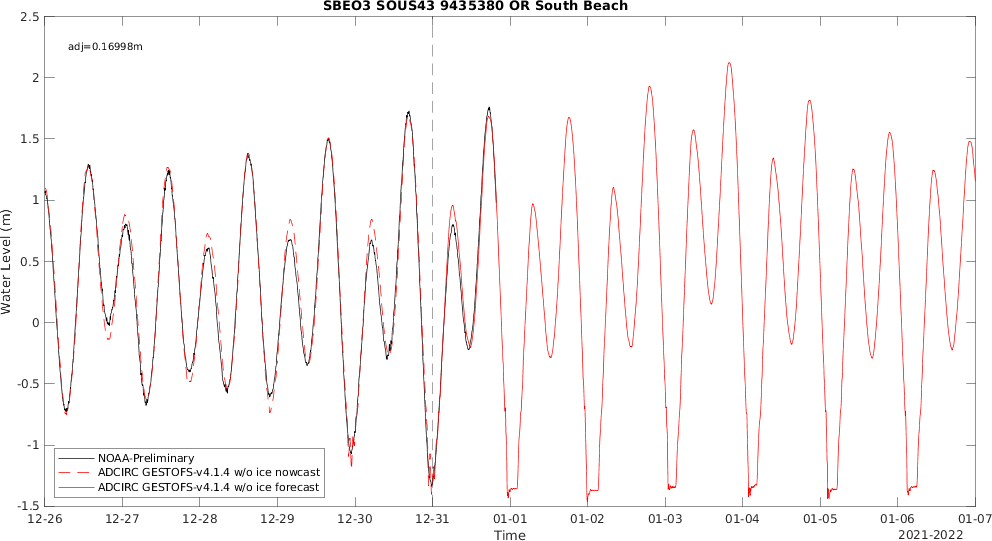 SBEO3 SOUS43 9435380 OR South Beach
adj=0.16998m
2.5
2
1.5
1
0.5
0
-0.5
-1
-1.5
Water Level (m)
NOAA-Preliminary
ADCIRC GESTOFS-v4.1.4 w/o ice nowcast
ADCIRC GESTOFS-v4.1.4 w/o ice forecast
12-26 12-27 12-28 12-29 12-30 12-31 01-01 01-02 01-03 01-04 01-05 01-06 01-07
Time
2021-2022